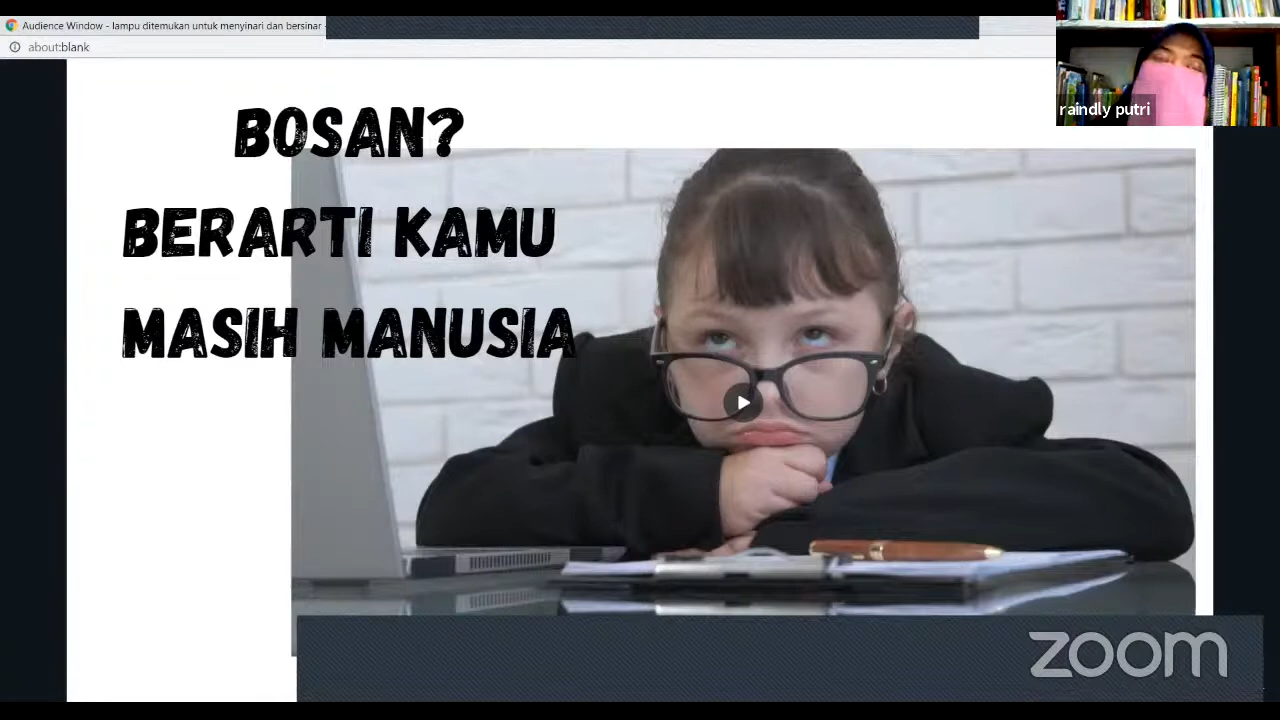 Audience Window - lampu ditemukan untuk menyinari dan bersinar -
about:blank
raindly putri
BOSAN?
BERARTI KAMU
MASIH MANUSIA
zoom